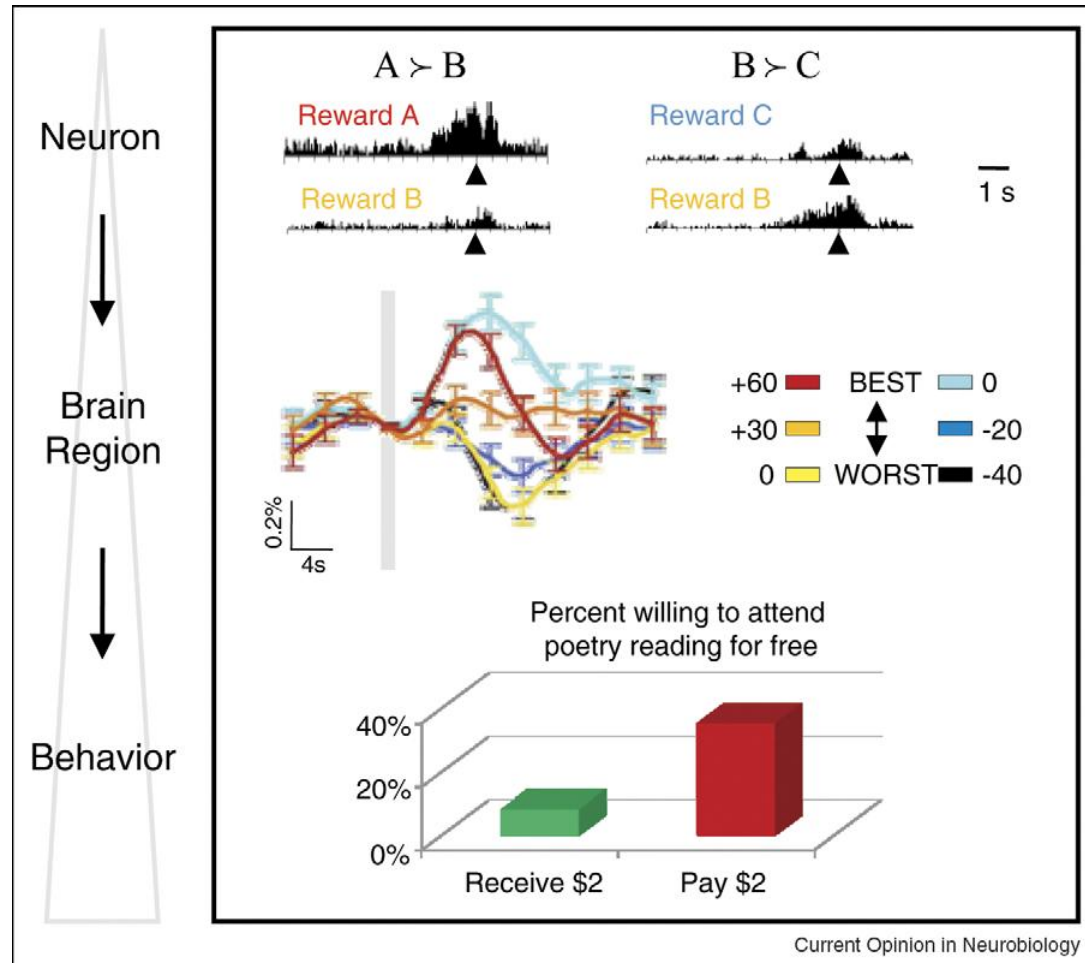 Neuron
Brain
Region
Behavior
A ≻ B
Reward A
Reward B
B ≻ C
Reward C
Reward B
1 s
0.2%
4s
+60 BEST 0
+30 -20
0 WORST -40
Percent willing to attend
poetry reading for free
40%
20%
0%
Receive $2 Pay $2
Current Opinion in Neurobiology